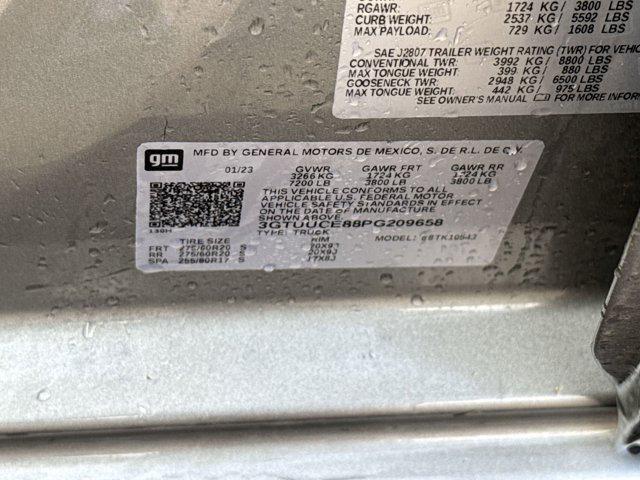 RGAWR: 1724 KG / 3800 LBS
CURB WEIGHT: 2537 KG / 5592 LBS
MAX PAYLOAD: 729 KG / 1608 LBS
SAE J2807 TRAILER WEIGHT RATING (TWR) FOR VEHIC
CONVENTIONAL TWR: 3992 KG / 8800 LBS
MAX TONGUE WEIGHT: 399 KG / 880 LBS
GOOSENECK TWR: 2948 KG / 6500 LBS
MAX TONGUE WEIGHT: 442 KG / 975 LBS
SEE OWNER'S MANUAL FOR MORE INFORM
gm MFD BY GENERAL MOTORS DE MEXICO, S. DE R.L. DE C.V.
01/23 GVWR GAWR FRT GAWR RR
3266 KG 1724 KG 1724 KG
7200 LB 3800 LB 3800 LB
THIS VEHICLE CONFORMS TO ALL
APPLICABLE U.S. FEDERAL MOTOR
VEHICLE SAFETY STANDARDS IN EFFECT
ON THE DATE OF MANUFACTURE
SHOWN ABOVE.
3GTUUCE88PG209658
TYPE: TRUCK MODEL:
TIRE SIZE RIM
FRT 275/60R20 S 20X9J
RR 275/60R20 S 20X9J
SPA 255/80R17 S 17X8J